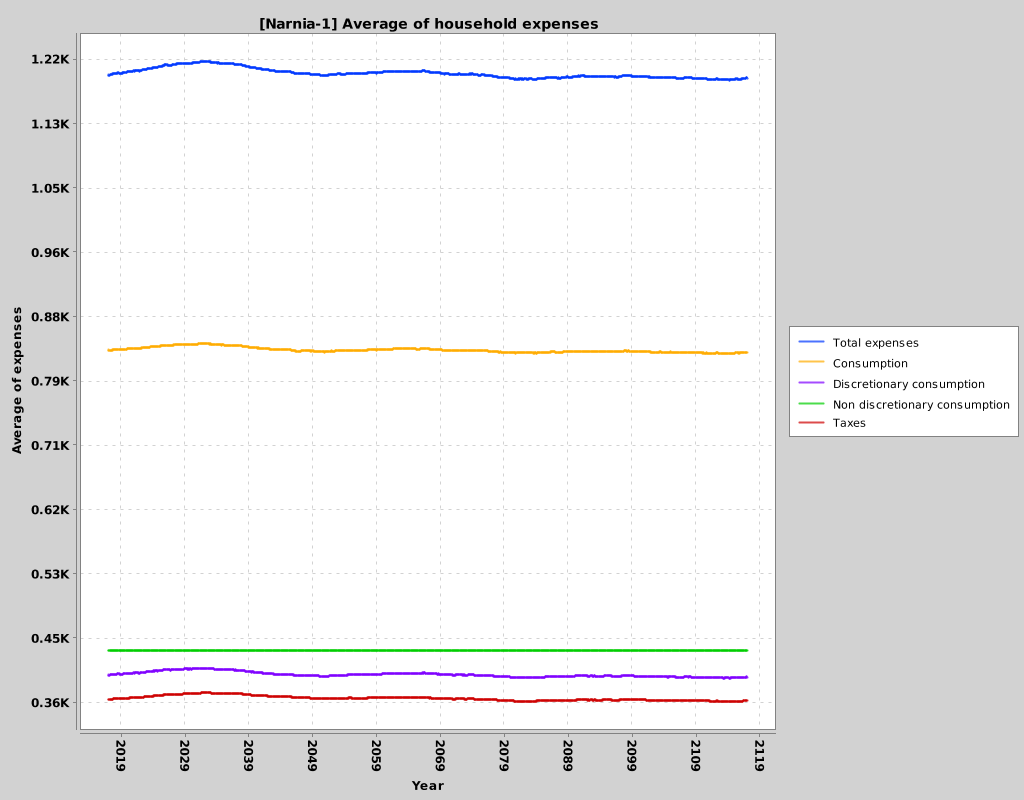 [Narnia-1] Average of household expenses
1.22K
1.13K
1.05K
0.96K
0.88K
0.79K
0.71K
0.62K
0.53K
0.45K
0.36K
Average of expenses
2019
2029
2039
2049
2059
2069
2079
2089
2099
2109
2119
Year
Total expenses
Consumption
Discretionary consumption
Non discretionary consumption
Taxes